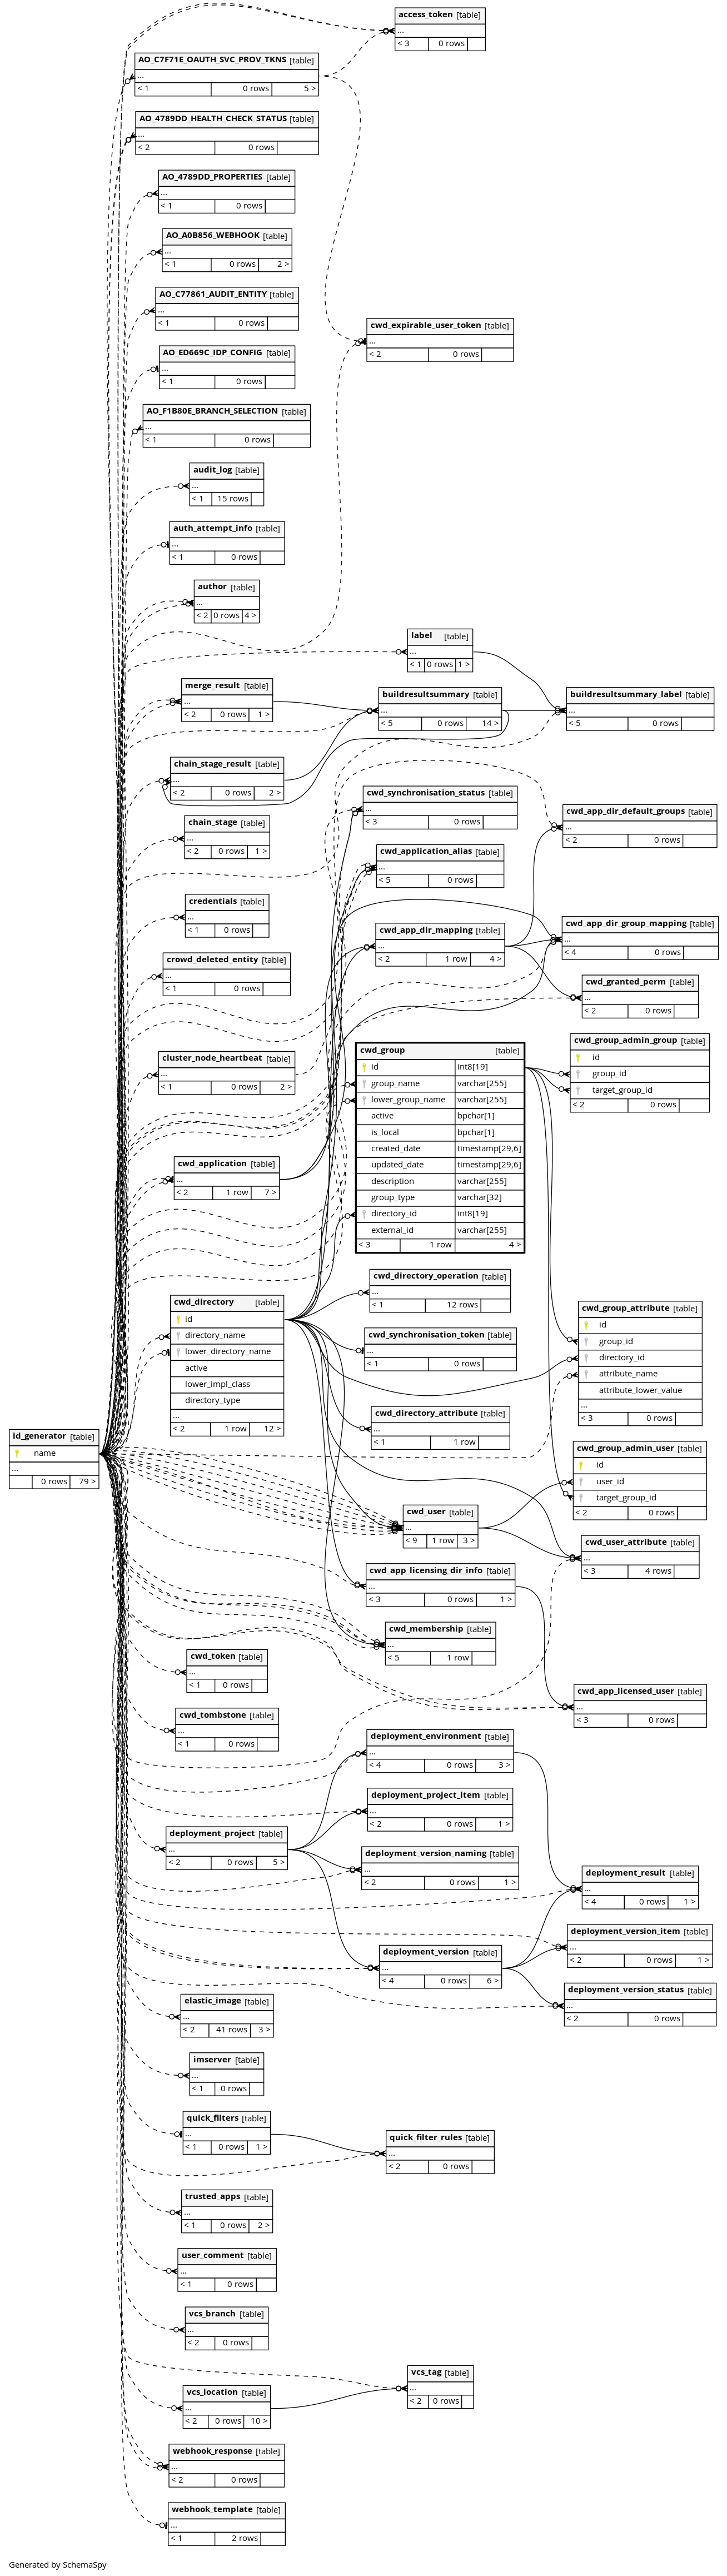 access_token [table]
...
< 3 0 rows
AO_C7F71E_OAUTH_SVC_PROV_TKNS [table]
...
< 1 0 rows 5 >
AO_4789DD_HEALTH_CHECK_STATUS [table]
...
< 2 0 rows
AO_4789DD_PROPERTIES [table]
...
< 1 0 rows
AO_A0B856_WEBHOOK [table]
...
< 1 0 rows 2 >
AO_C77861_AUDIT_ENTITY [table]
...
< 1 0 rows
cwd_expirable_user_token [table]
...
< 2 0 rows
AO_ED669C_IDP_CONFIG [table]
...
< 1 0 rows
AO_F1B80E_BRANCH_SELECTION [table]
...
< 1 0 rows
audit_log [table]
...
< 1 15 rows
auth_attempt_info [table]
...
< 1 0 rows
author [table]
...
< 2 0 rows 4 >
label [table]
...
< 1 0 rows 1 >
merge_result [table]
...
< 2 0 rows 1 >
buildresultsummary [table]
...
< 5 0 rows 14 >
buildresultsummary_label [table]
...
< 5 0 rows
chain_stage_result [table]
...
< 2 0 rows 2 >
cwd_synchronisation_status [table]
...
< 3 0 rows
cwd_app_dir_default_groups [table]
...
< 2 0 rows
chain_stage [table]
...
< 2 0 rows 1 >
cwd_application_alias [table]
...
< 5 0 rows
credentials [table]
...
< 1 0 rows
cwd_app_dir_mapping [table]
...
< 2 1 row 4 >
cwd_app_dir_group_mapping [table]
...
< 4 0 rows
crowd_deleted_entity [table]
...
< 1 0 rows
cwd_granted_perm [table]
...
< 2 0 rows
cluster_node_heartbeat [table]
...
< 1 0 rows 2 >
cwd_group [table]
id int8[19]
group_name varchar[255]
lower_group_name varchar[255]
active bpchar[1]
is_local bpchar[1]
created_date timestamp[29,6]
updated_date timestamp[29,6]
description varchar[255]
group_type varchar[32]
directory_id int8[19]
external_id varchar[255]
< 3 1 row 4 >
cwd_group_admin_group [table]
id
group_id
target_group_id
< 2 0 rows
cwd_application [table]
...
< 2 1 row 7 >
cwd_directory [table]
id
directory_name
lower_directory_name
active
lower_impl_class
directory_type
...
< 2 1 row 12 >
cwd_directory_operation [table]
...
< 1 12 rows
cwd_synchronisation_token [table]
...
< 1 0 rows
cwd_directory_attribute [table]
...
< 1 1 row
cwd_group_attribute [table]
id
group_id
directory_id
attribute_name
attribute_lower_value
...
< 3 0 rows
id_generator [table]
name
...
0 rows 79 >
cwd_group_admin_user [table]
id
user_id
target_group_id
< 2 0 rows
cwd_user [table]
...
< 9 1 row 3 >
cwd_user_attribute [table]
...
< 3 4 rows
cwd_app_licensing_dir_info [table]
...
< 3 0 rows 1 >
cwd_membership [table]
...
< 5 1 row
cwd_token [table]
...
< 1 0 rows
cwd_app_licensed_user [table]
...
< 3 0 rows
cwd_tombstone [table]
...
< 1 0 rows
deployment_environment [table]
...
< 4 0 rows 3 >
deployment_project_item [table]
...
< 2 0 rows 1 >
deployment_project [table]
...
< 2 0 rows 5 >
deployment_version_naming [table]
...
< 2 0 rows 1 >
deployment_result [table]
...
< 4 0 rows 1 >
deployment_version_item [table]
...
< 2 0 rows 1 >
deployment_version [table]
...
< 4 0 rows 6 >
deployment_version_status [table]
...
< 2 0 rows
elastic_image [table]
...
< 2 41 rows 3 >
imserver [table]
...
< 1 0 rows
quick_filters [table]
...
< 1 0 rows 1 >
quick_filter_rules [table]
...
< 2 0 rows
trusted_apps [table]
...
< 1 0 rows 2 >
user_comment [table]
...
< 1 0 rows
vcs_branch [table]
...
< 2 0 rows
vcs_tag [table]
...
< 2 0 rows
vcs_location [table]
...
< 2 0 rows 10 >
webhook_response [table]
...
< 2 0 rows
webhook_template [table]
...
< 1 2 rows
Generated by SchemaSpy